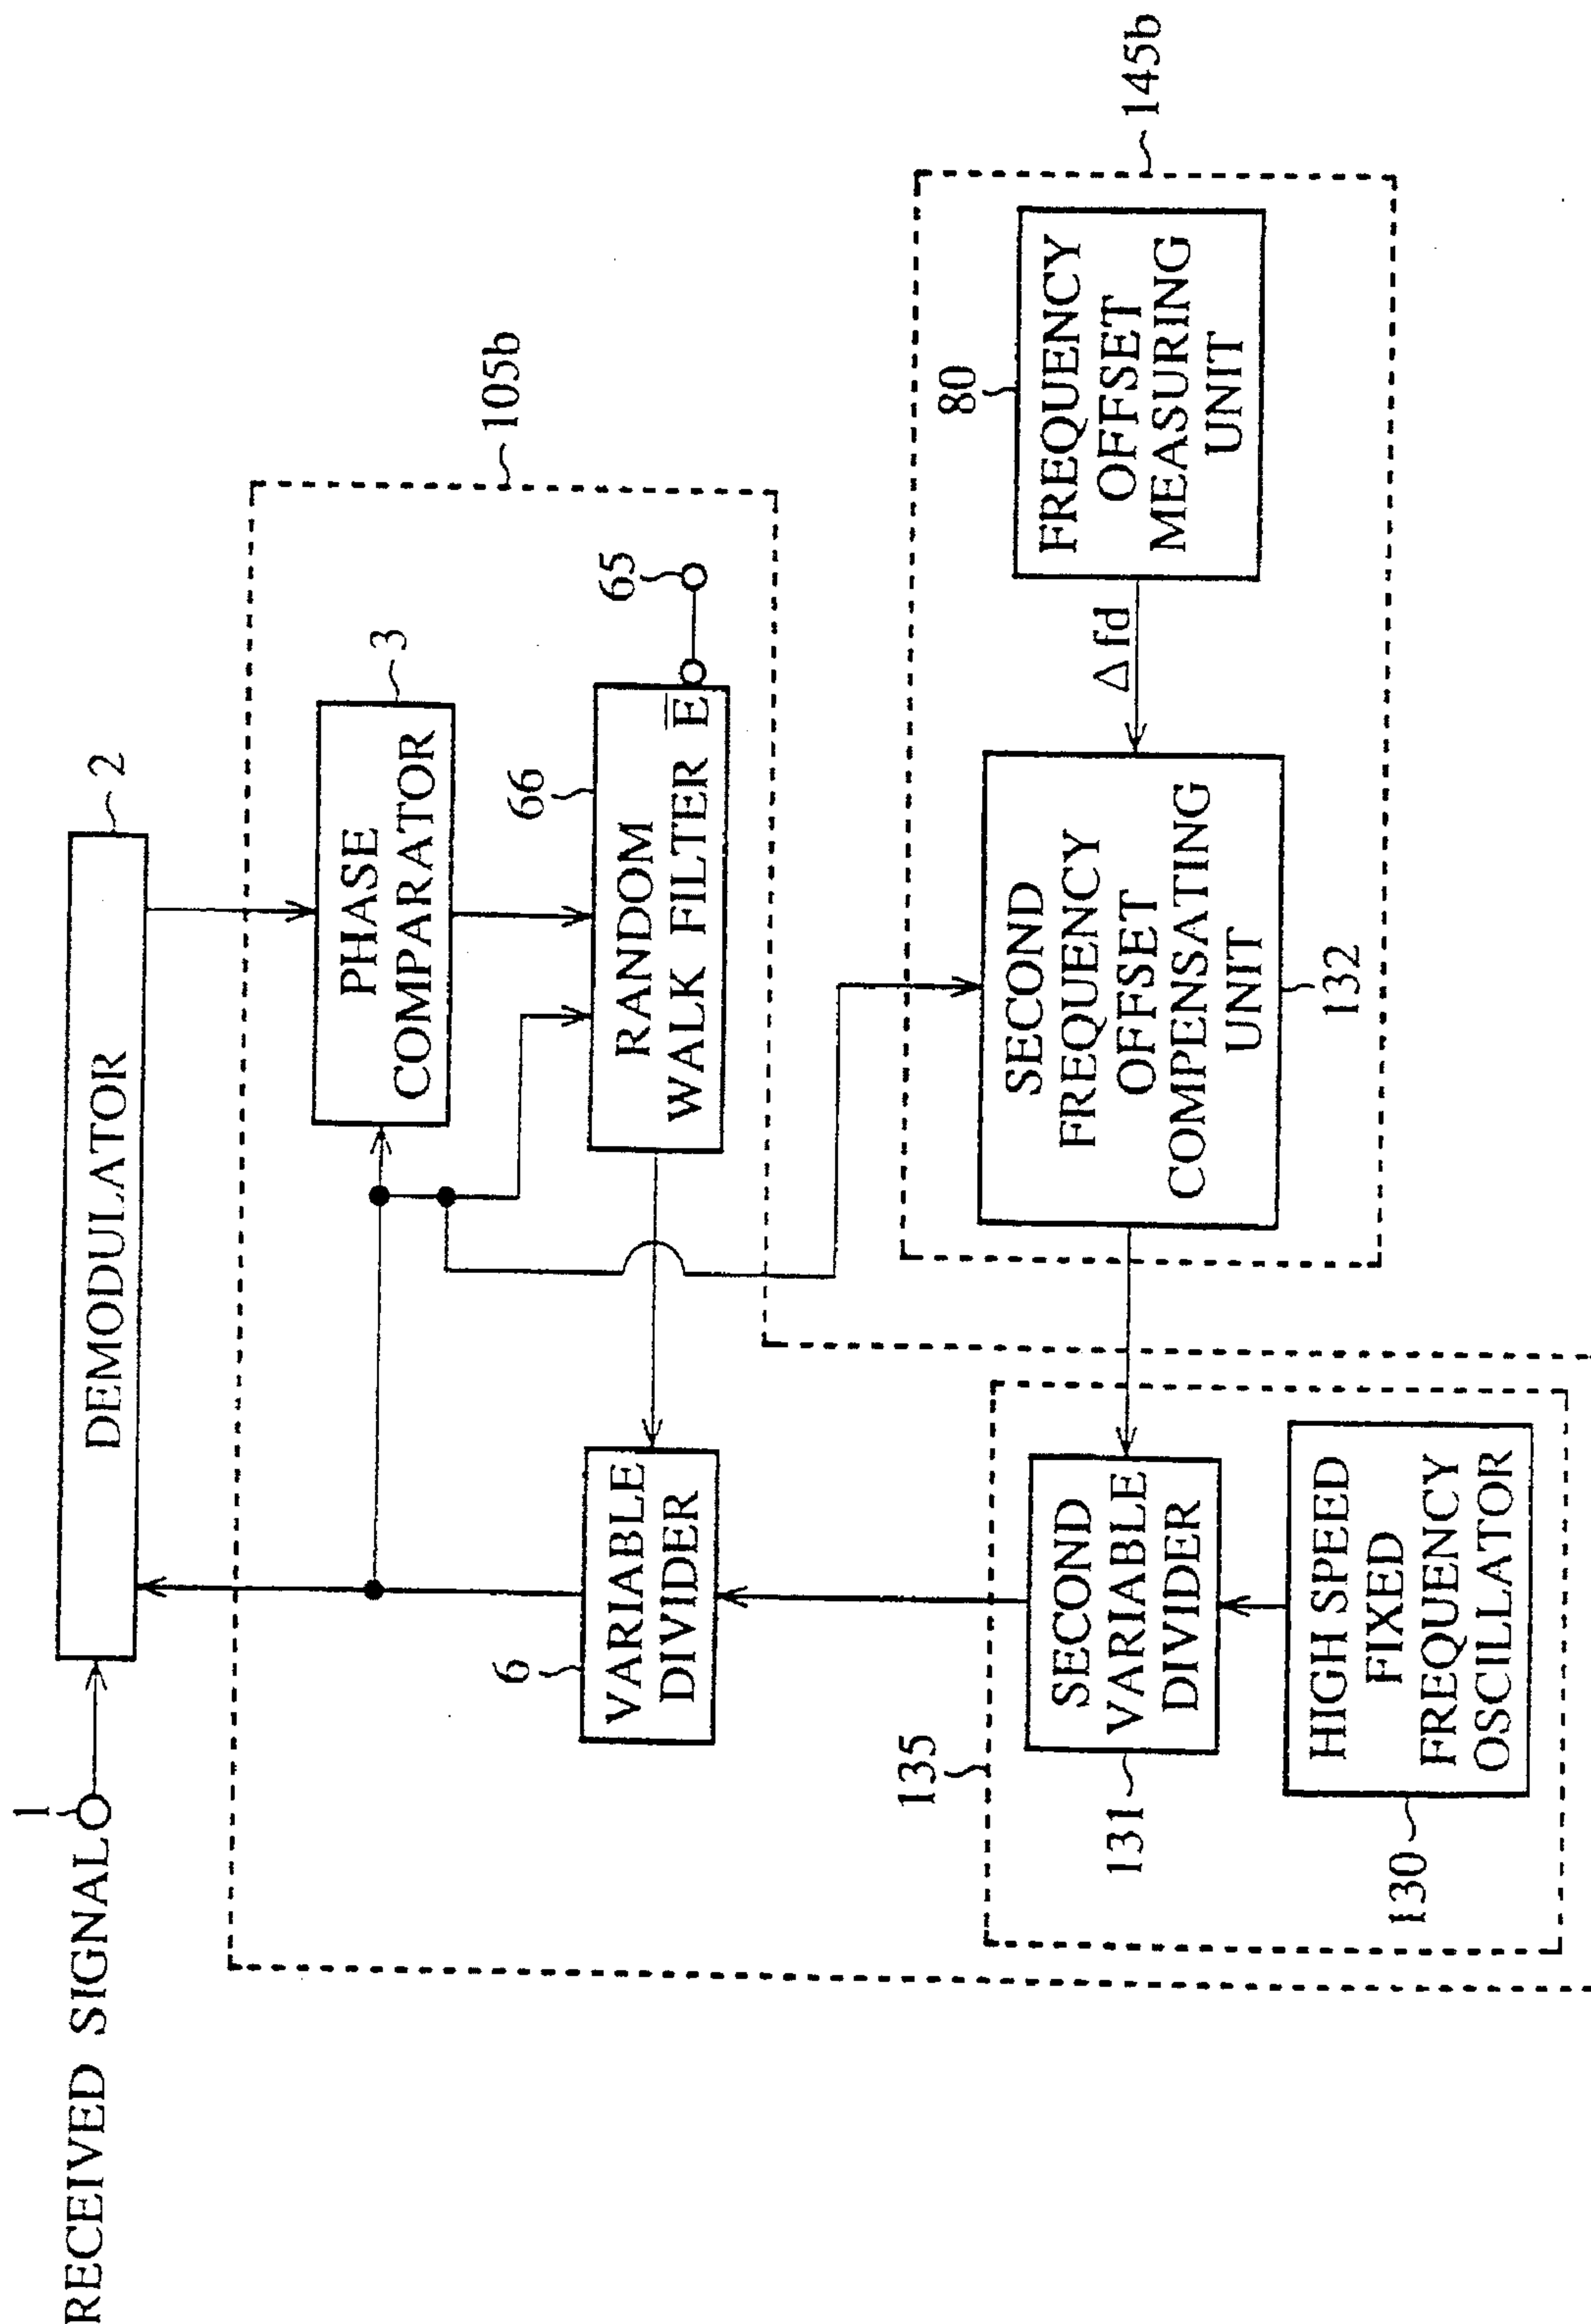 RECEIVED SIGNAL
1
DEMODULATOR
2
105b
PHASE
COMPARATOR
3
RANDOM
WALK FILTER E̅
66
65
VARIABLE
DIVIDER
6
145b
SECOND
FREQUENCY
OFFSET
COMPENSATING
UNIT
132
Δfd
FREQUENCY
OFFSET
MEASURING
UNIT
80
135
SECOND
VARIABLE
DIVIDER
131
HIGH SPEED
FIXED
FREQUENCY
OSCILLATOR
130